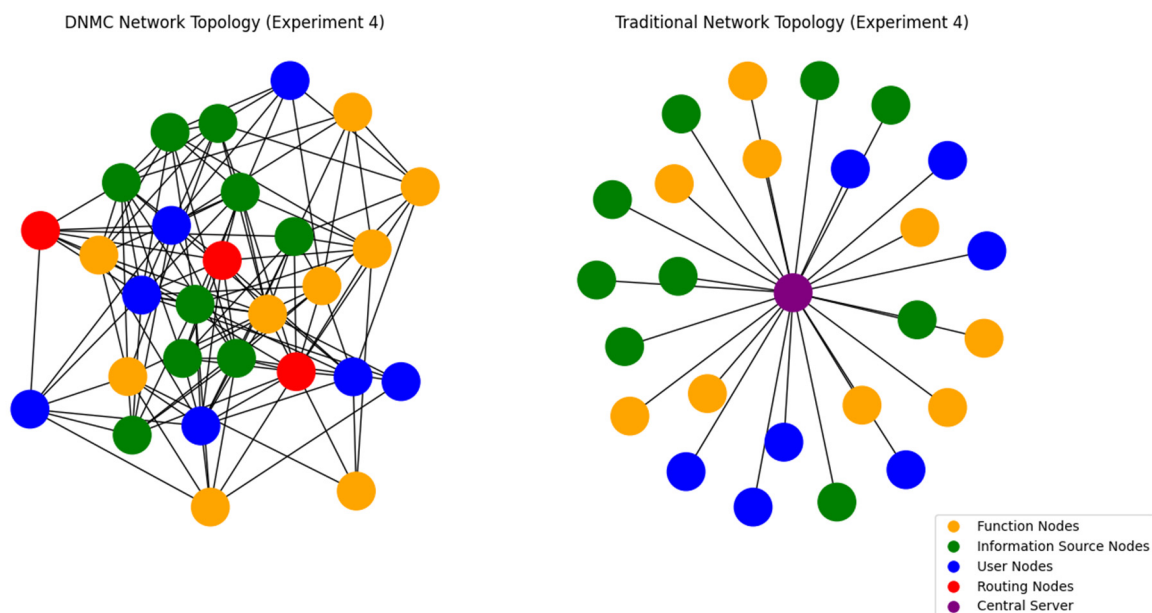 DNMC Network Topology (Experiment 4)
Traditional Network Topology (Experiment 4)
Function Nodes
Information Source Nodes
User Nodes
Routing Nodes
Central Server